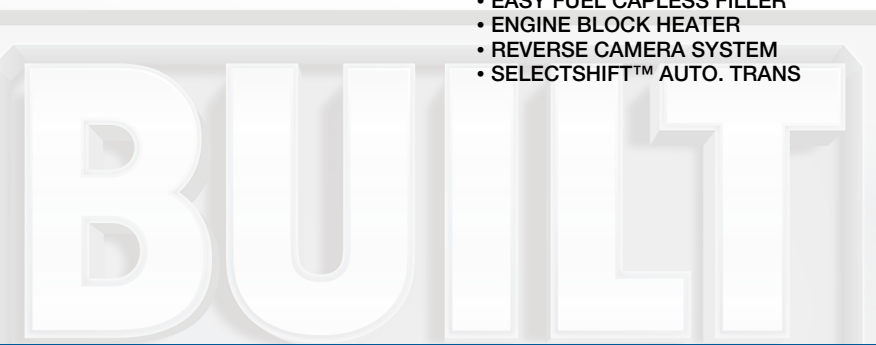 • EASY FUEL CAPLESS FILLER
• ENGINE BLOCK HEATER
• REVERSE CAMERA SYSTEM
• SELECTSHIFT™ AUTO. TRANS
BUILT